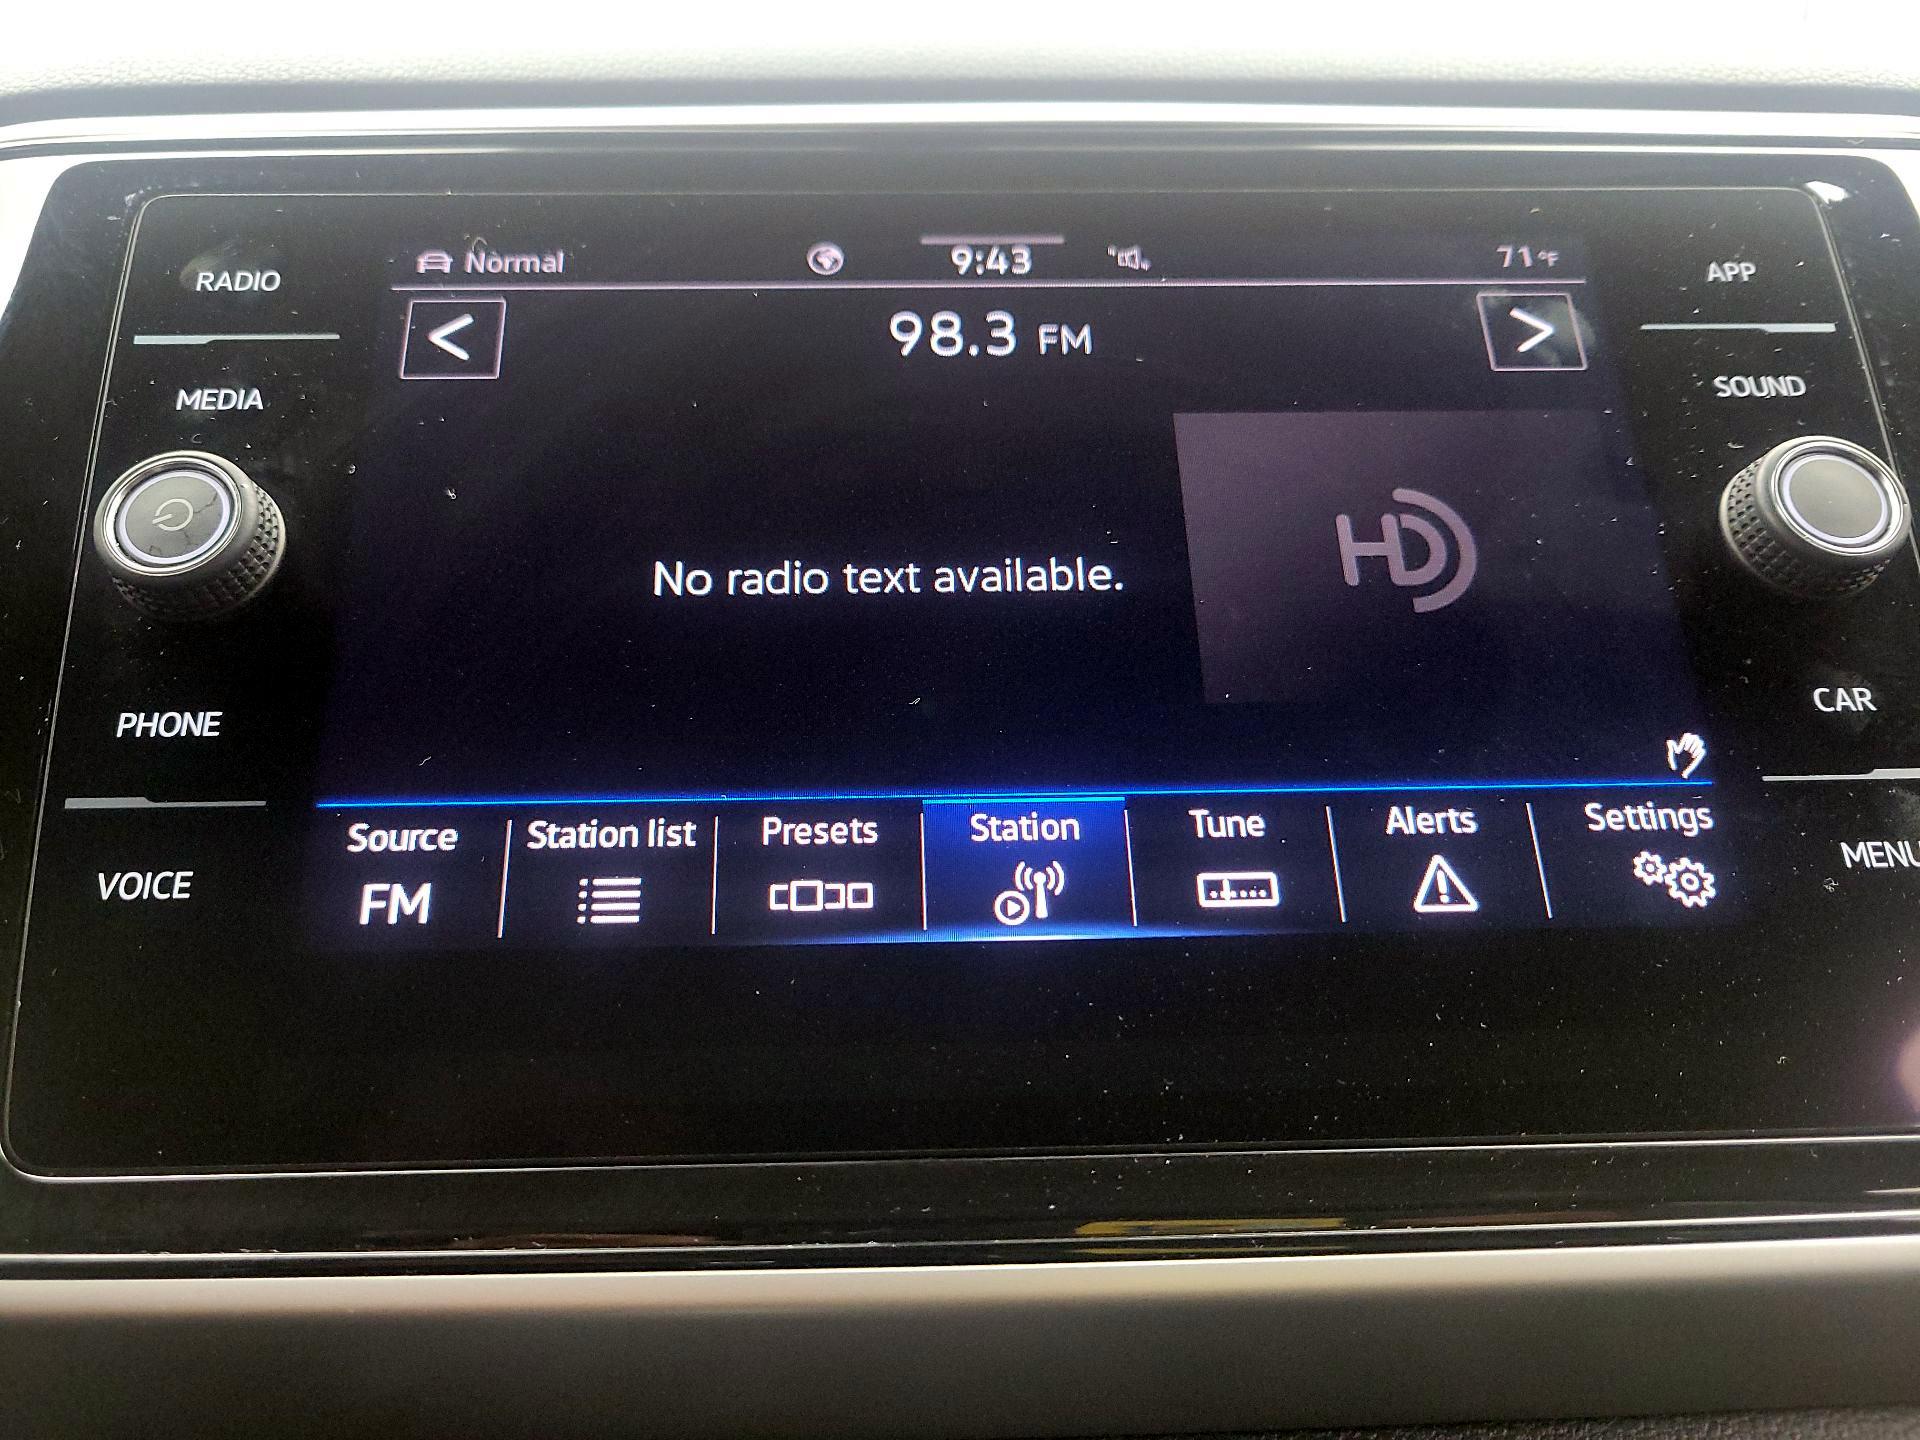 RADIO
MEDIA
PHONE
VOICE
Normal
9:43
71°F
<
98.3 FM
>
No radio text available.
HD
Source
FM
Station list
Presets
Station
Tune
Alerts
Settings
APP
SOUND
CAR
MENU